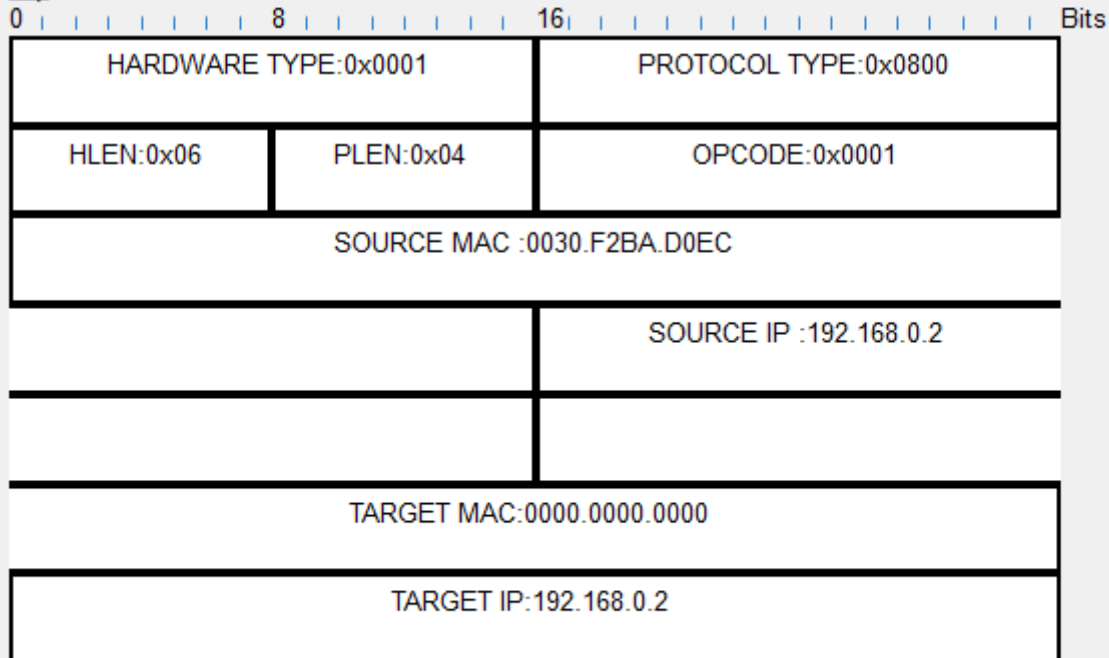 0 8 16 Bits
HARDWARE TYPE:0x0001 PROTOCOL TYPE:0x0800
HLEN:0x06 PLEN:0x04 OPCODE:0x0001
SOURCE MAC :0030.F2BA.D0EC
SOURCE IP :192.168.0.2
TARGET MAC:0000.0000.0000
TARGET IP:192.168.0.2